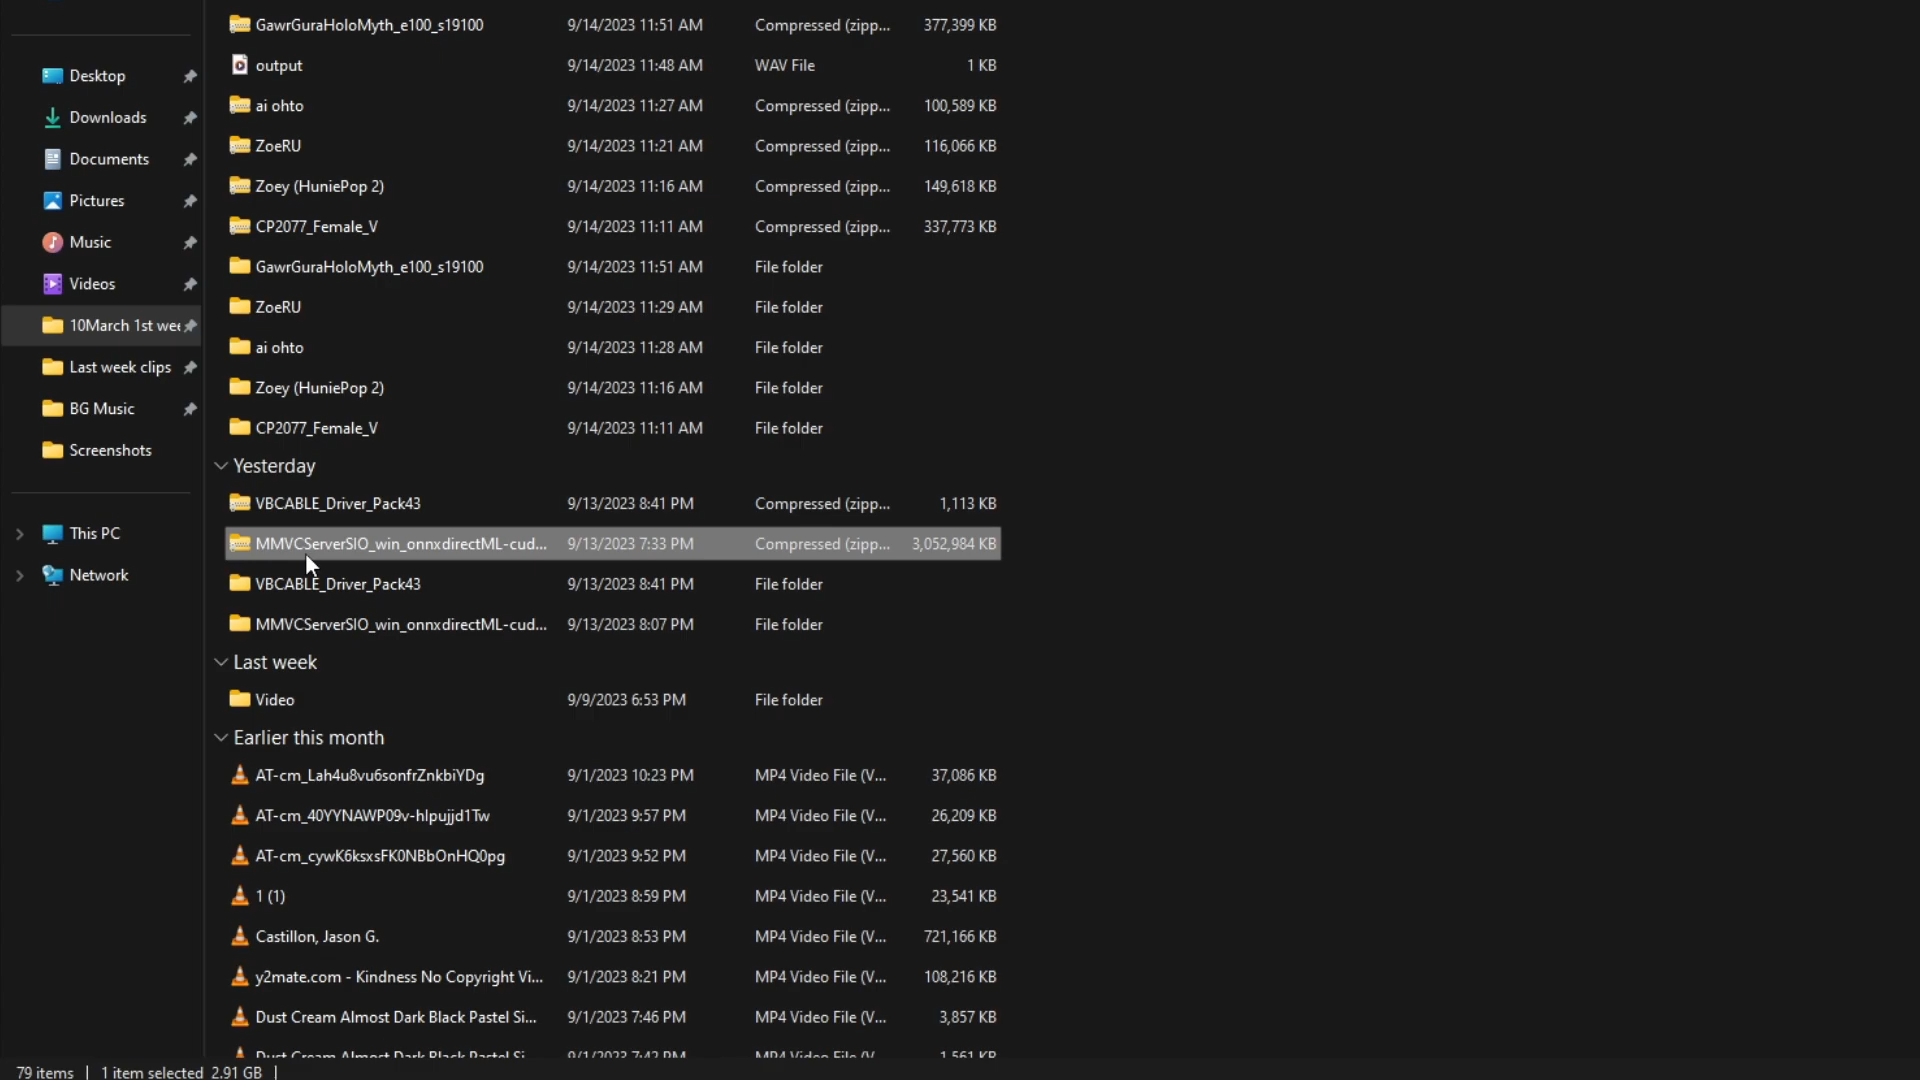 Desktop
Downloads
Documents
Pictures
Music
Videos
10March 1st wee
Last week clips
BG Music
Screenshots
This PC
Network
GawrGuraHoloMyth_e100_s19100 9/14/2023 11:51 AM Compressed (zipp... 377,399 KB
output 9/14/2023 11:48 AM WAV File 1 KB
ai ohto 9/14/2023 11:27 AM Compressed (zipp... 100,589 KB
ZoeRU 9/14/2023 11:21 AM Compressed (zipp... 116,066 KB
Zoey (HuniePop 2) 9/14/2023 11:16 AM Compressed (zipp... 149,618 KB
CP2077_Female_V 9/14/2023 11:11 AM Compressed (zipp... 337,773 KB
GawrGuraHoloMyth_e100_s19100 9/14/2023 11:51 AM File folder
ZoeRU 9/14/2023 11:29 AM File folder
ai ohto 9/14/2023 11:28 AM File folder
Zoey (HuniePop 2) 9/14/2023 11:16 AM File folder
CP2077_Female_V 9/14/2023 11:11 AM File folder
Yesterday
VBCABLE_Driver_Pack43 9/13/2023 8:41 PM Compressed (zipp... 1,113 KB
MMVCServerSIO_win_onnxdirectML-cud... 9/13/2023 7:33 PM Compressed (zipp... 3,052,984 KB
VBCABLE_Driver_Pack43 9/13/2023 8:41 PM File folder
MMVCServerSIO_win_onnxdirectML-cud... 9/13/2023 8:07 PM File folder
Last week
Video 9/9/2023 6:53 PM File folder
Earlier this month
AT-cm_Lah4u8vu6sonfrZnkbiYDg 9/1/2023 10:23 PM MP4 Video File (V... 37,086 KB
AT-cm_40YYNAWP09v-hlpujjd1Tw 9/1/2023 9:57 PM MP4 Video File (V... 26,209 KB
AT-cm_cywK6ksxsFK0NBbOnHQ0pg 9/1/2023 9:52 PM MP4 Video File (V... 27,560 KB
1 (1) 9/1/2023 8:59 PM MP4 Video File (V... 23,541 KB
Castillon, Jason G. 9/1/2023 8:53 PM MP4 Video File (V... 721,166 KB
y2mate.com - Kindness No Copyright Vi... 9/1/2023 8:21 PM MP4 Video File (V... 108,216 KB
Dust Cream Almost Dark Black Pastel Si... 9/1/2023 7:46 PM MP4 Video File (V... 3,857 KB
Dust Cream Almost Dark Black Pastel Si... 9/1/2023 7:42 PM MP4 Video File (V... 1,561 KB
79 items | 1 item selected 2.91 GB |